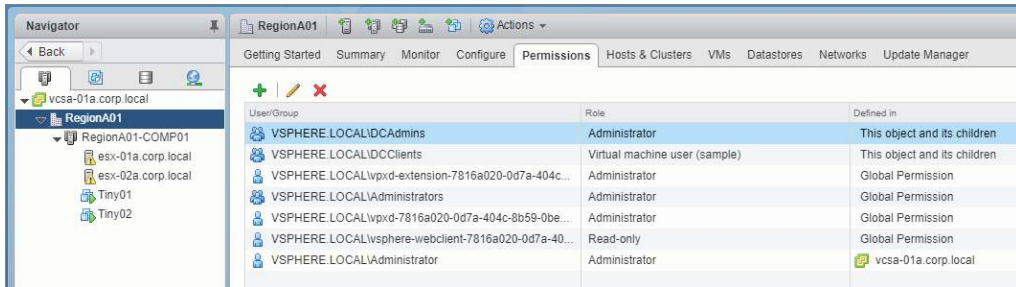 Navigator
RegionA01
Actions
Back
Getting Started Summary Monitor Configure Permissions Hosts & Clusters VMs Datastores Networks Update Manager
vcsa-01a.corp.local
RegionA01
RegionA01-COMP01
esx-01a.corp.local
esx-02a.corp.local
Tiny01
Tiny02
User/Group Role Defined in
VSPHERE.LOCAL\DCAdmins Administrator This object and its children
VSPHERE.LOCAL\DCClients Virtual machine user (sample) This object and its children
VSPHERE.LOCAL\vpxd-extension-7816a020-0d7a-404c... Administrator Global Permission
VSPHERE.LOCAL\Administrators Administrator Global Permission
VSPHERE.LOCAL\vpxd-7816a020-0d7a-404c-8b59-0be... Administrator Global Permission
VSPHERE.LOCAL\vsphere-webclient-7816a020-0d7a-40... Read-only Global Permission
VSPHERE.LOCAL\Administrator Administrator vcsa-01a.corp.local